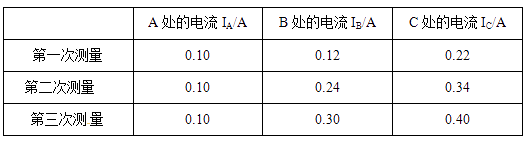 A 处的电流 IA/A B 处的电流 IB/A C 处的电流 IC/A
第一次测量 0.10 0.12 0.22
第二次测量 0.10 0.24 0.34
第三次测量 0.10 0.30 0.40